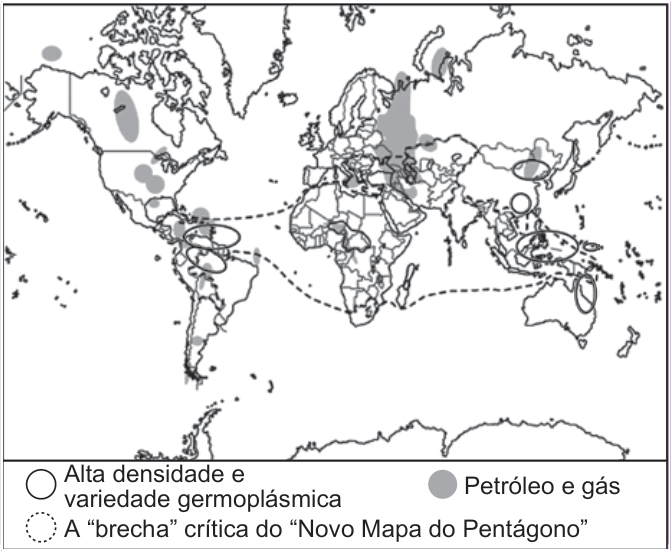 Alta densidade e
variedade germoplásmica
Petróleo e gás
A “brecha” crítica do “Novo Mapa do Pentágono”